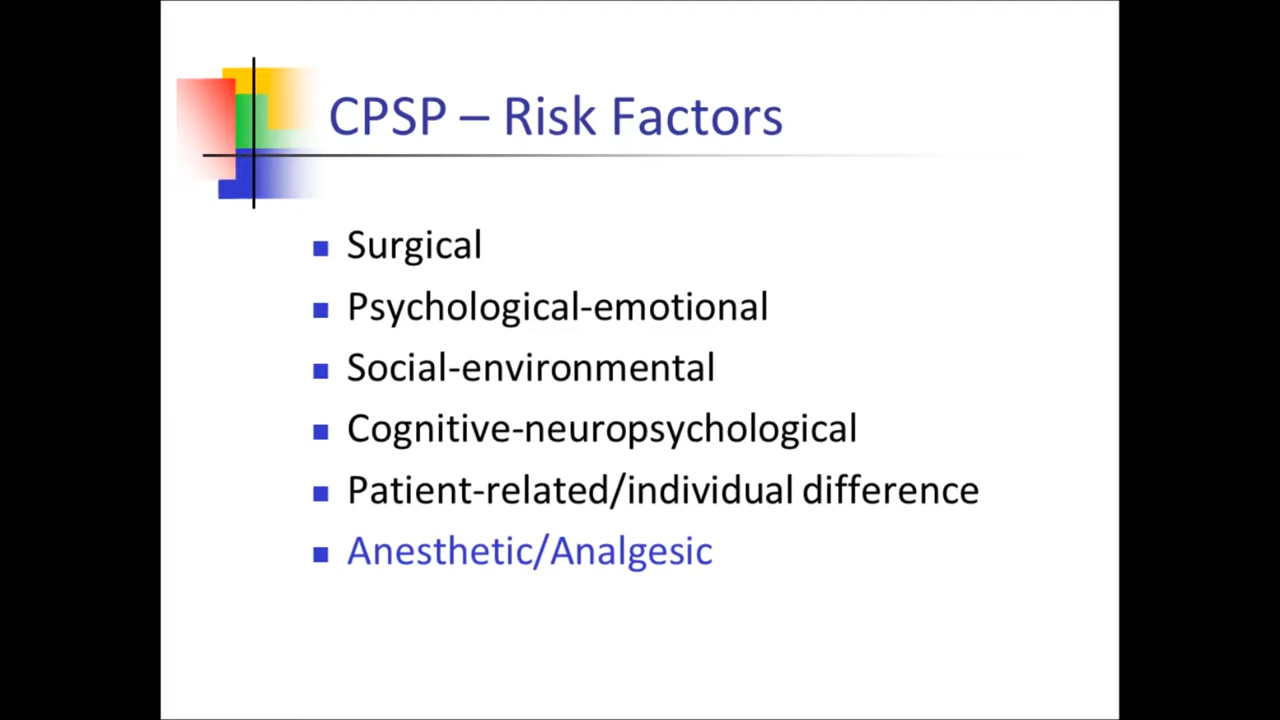 CPSP – Risk Factors
Surgical
Psychological-emotional
Social-environmental
Cognitive-neuropsychological
Patient-related/individual difference
Anesthetic/Analgesic